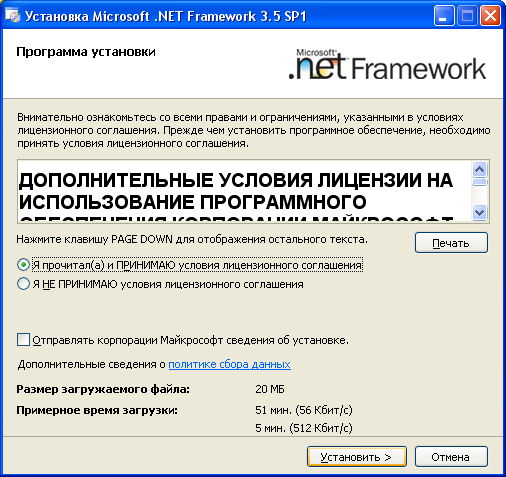 Установка Microsoft .NET Framework 3.5 SP1
Программа установки
Microsoft®
.net Framework
Внимательно ознакомьтесь со всеми правами и ограничениями, указанными в условиях
лицензионного соглашения. Прежде чем установить программное обеспечение, необходимо
принять условия лицензионного соглашения.
ДОПОЛНИТЕЛЬНЫЕ УСЛОВИЯ ЛИЦЕНЗИИ НА
ИСПОЛЬЗОВАНИЕ ПРОГРАММНОГО
ОБЕСПЕЧЕНИЯ КОРПОРАЦИИ МАЙКРОСОФТ
Нажмите клавишу PAGE DOWN для отображения остального текста.
Печать
Я прочитал(а) и ПРИНИМАЮ условия лицензионного соглашения
Я НЕ ПРИНИМАЮ условия лицензионного соглашения
Отправлять корпорации Майкрософт сведения об установке.
Дополнительные сведения о политике сбора данных
Размер загружаемого файла: 20 МБ
Примерное время загрузки: 51 мин. (56 Кбит/с)
5 мин. (512 Кбит/с)
Установить >
Отмена